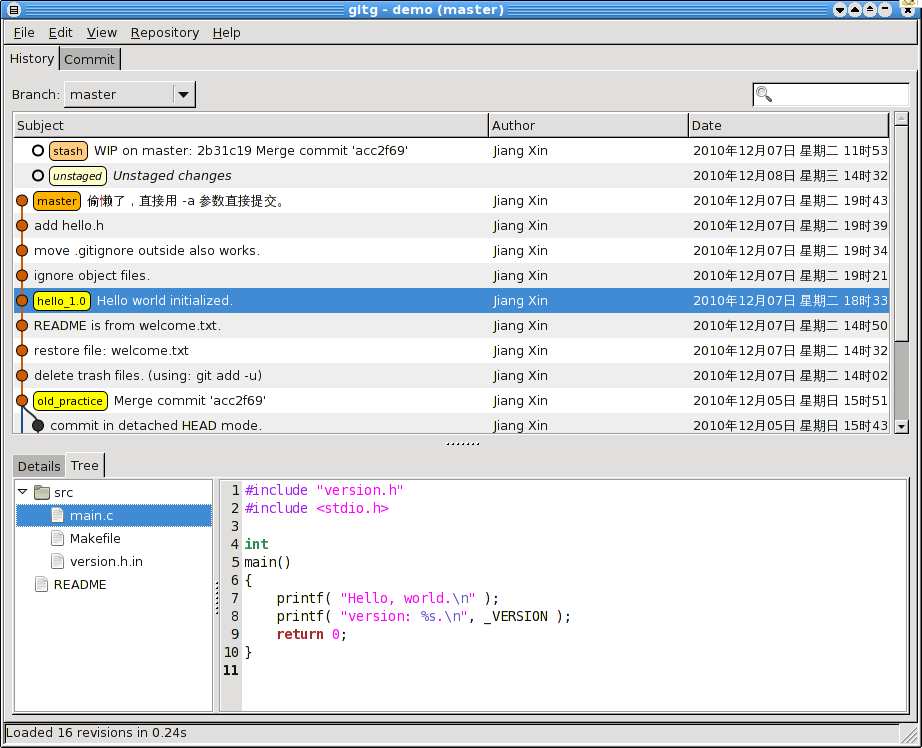 gitg - demo (master)
File Edit View Repository Help
History Commit
Branch: master
Subject Author Date
stash WIP on master: 2b31c19 Merge commit 'acc2f69' Jiang Xin 2010年12月07日 星期二 11时53
unstaged Unstaged changes 2010年12月08日 星期三 14时32
master 偷懒了，直接用 -a 参数直接提交。 Jiang Xin 2010年12月07日 星期二 19时43
add hello.h Jiang Xin 2010年12月07日 星期二 19时39
move .gitignore outside also works. Jiang Xin 2010年12月07日 星期二 19时34
ignore object files. Jiang Xin 2010年12月07日 星期二 19时21
hello_1.0 Hello world initialized. Jiang Xin 2010年12月07日 星期二 18时33
README is from welcome.txt. Jiang Xin 2010年12月07日 星期二 14时50
restore file: welcome.txt Jiang Xin 2010年12月07日 星期二 14时32
delete trash files. (using: git add -u) Jiang Xin 2010年12月07日 星期二 14时02
old_practice Merge commit 'acc2f69' Jiang Xin 2010年12月05日 星期日 15时51
commit in detached HEAD mode. Jiang Xin 2010年12月05日 星期日 15时43
Details Tree
src
main.c
Makefile
version.h.in
README
1 #include "version.h"
2 #include <stdio.h>
3
4 int
5 main()
6 {
7     printf( "Hello, world.\n" );
8     printf( "version: %s.\n", _VERSION );
9     return 0;
10 }
11
Loaded 16 revisions in 0.24s